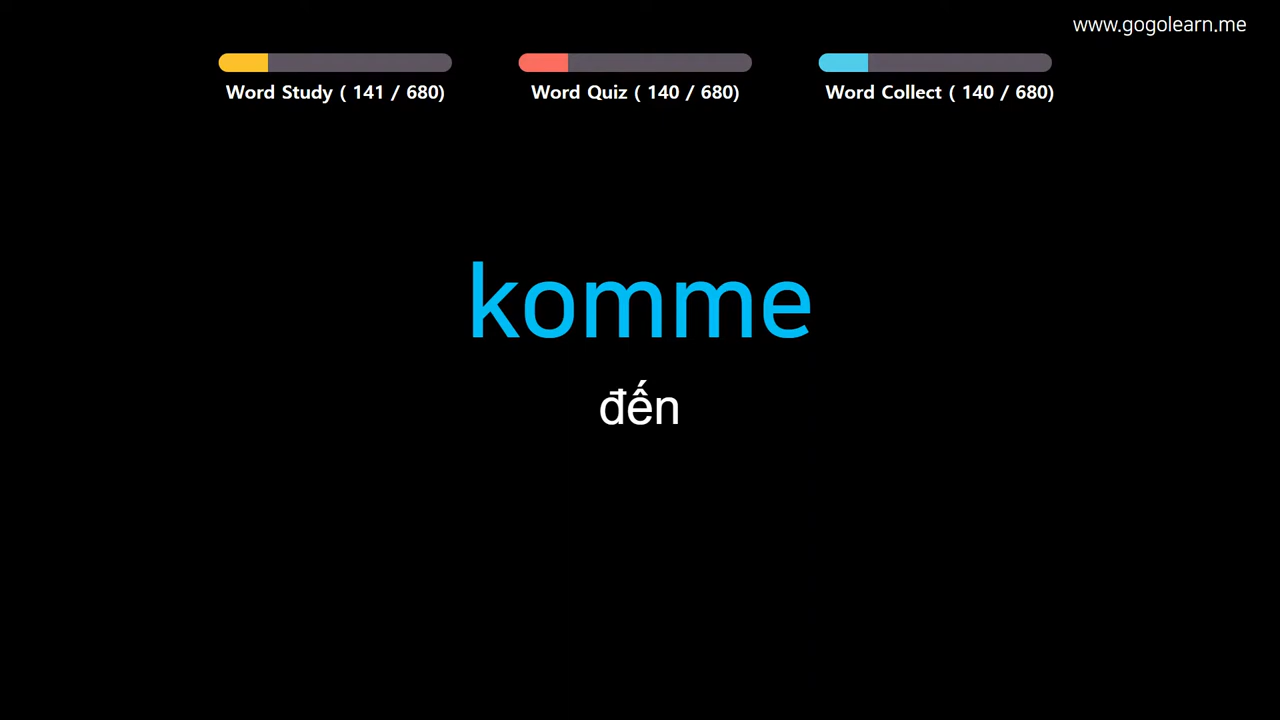 www.gogolearn.me
Word Study ( 141 / 680)
Word Quiz ( 140 / 680)
Word Collect ( 140 / 680)
komme
đến